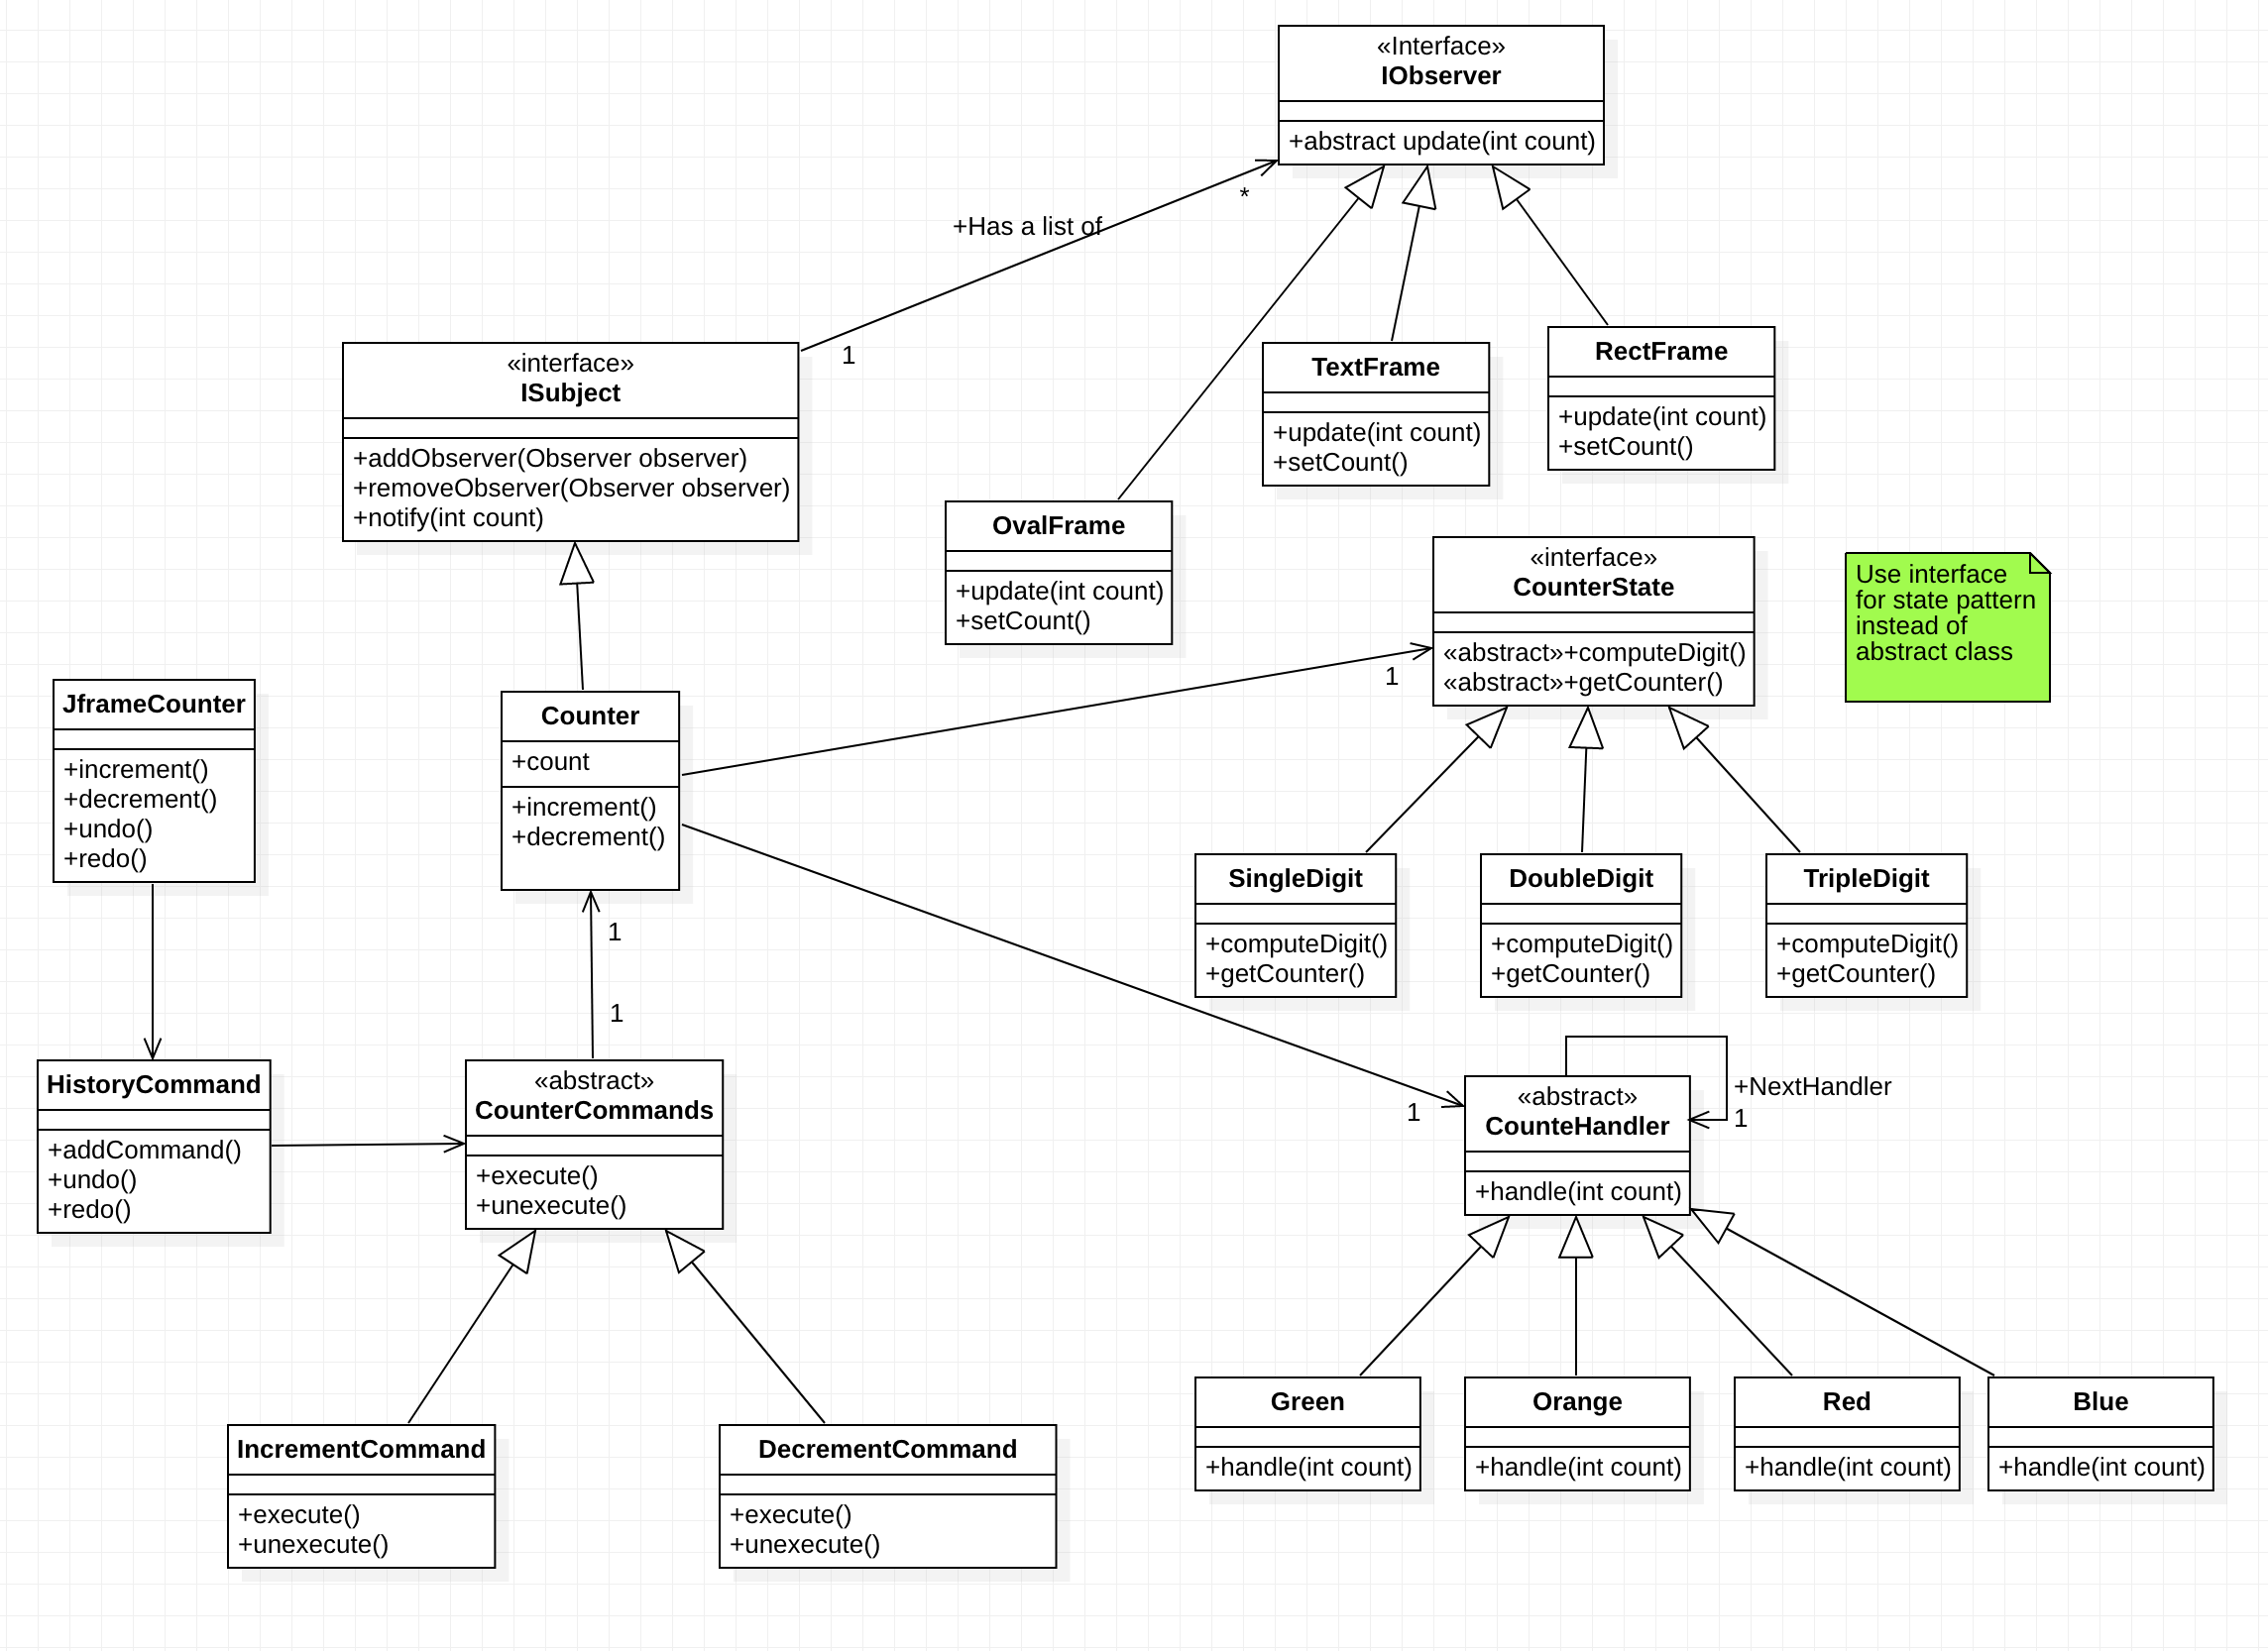 «Interface»
IObserver
+abstract update(int count)
*
+Has a list of
1
«interface»
ISubject
+addObserver(Observer observer)
+removeObserver(Observer observer)
+notify(int count)
TextFrame
+update(int count)
+setCount()
RectFrame
+update(int count)
+setCount()
OvalFrame
+update(int count)
+setCount()
«interface»
CounterState
«abstract»+computeDigit()
«abstract»+getCounter()
1
Use interface
for state pattern
instead of
abstract class
JframeCounter
+increment()
+decrement()
+undo()
+redo()
Counter
+count
+increment()
+decrement()
1
1
SingleDigit
+computeDigit()
+getCounter()
DoubleDigit
+computeDigit()
+getCounter()
TripleDigit
+computeDigit()
+getCounter()
HistoryCommand
+addCommand()
+undo()
+redo()
«abstract»
CounterCommands
+execute()
+unexecute()
1
«abstract»
CounteHandler
+handle(int count)
+NextHandler
1
IncrementCommand
+execute()
+unexecute()
DecrementCommand
+execute()
+unexecute()
Green
+handle(int count)
Orange
+handle(int count)
Red
+handle(int count)
Blue
+handle(int count)